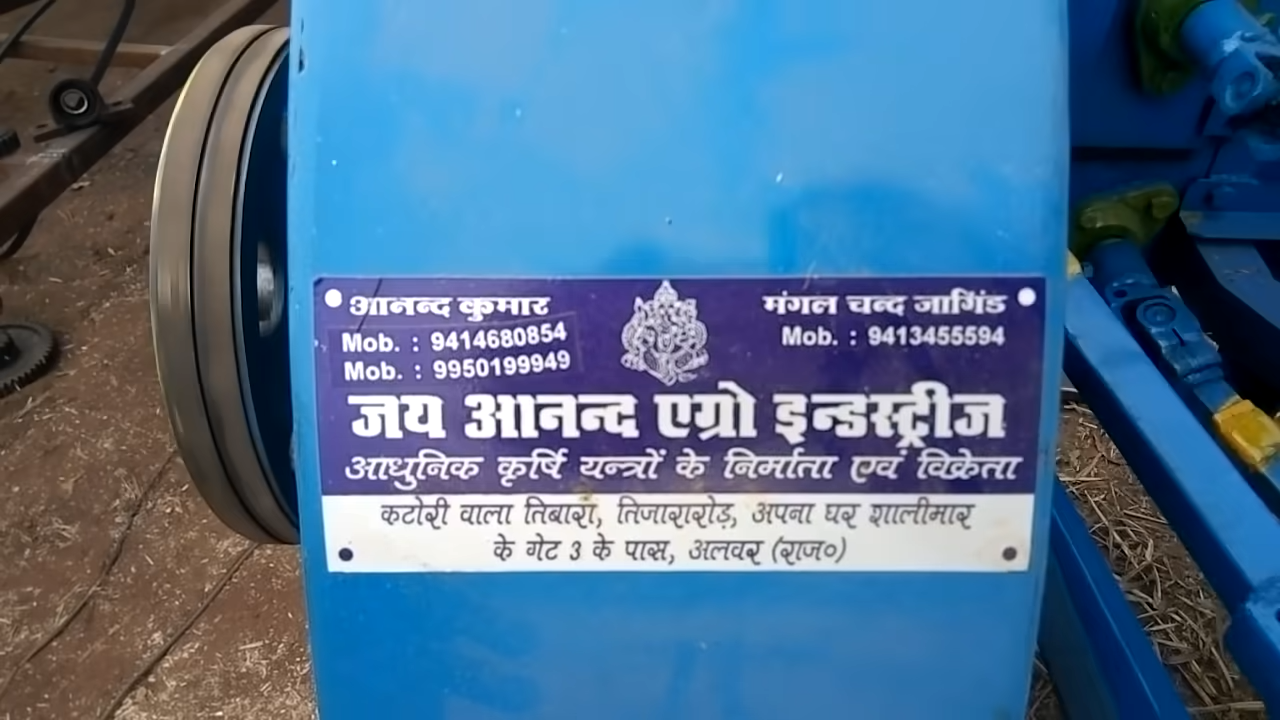 आनन्द कुमार
Mob. : 9414680854
Mob. : 9950199949
मंगल चन्द जांगिड
Mob. : 9413455594
जय आनन्द एग्रो इन्डस्ट्रीज
आधुनिक कृर्षि यन्त्रों के निर्माता एवं विक्रेता
कटोरी वाला तिबारा, तिजारारोड़, अपना घर शालीमार
के गेट 3 के पास, अलवर (राज०)